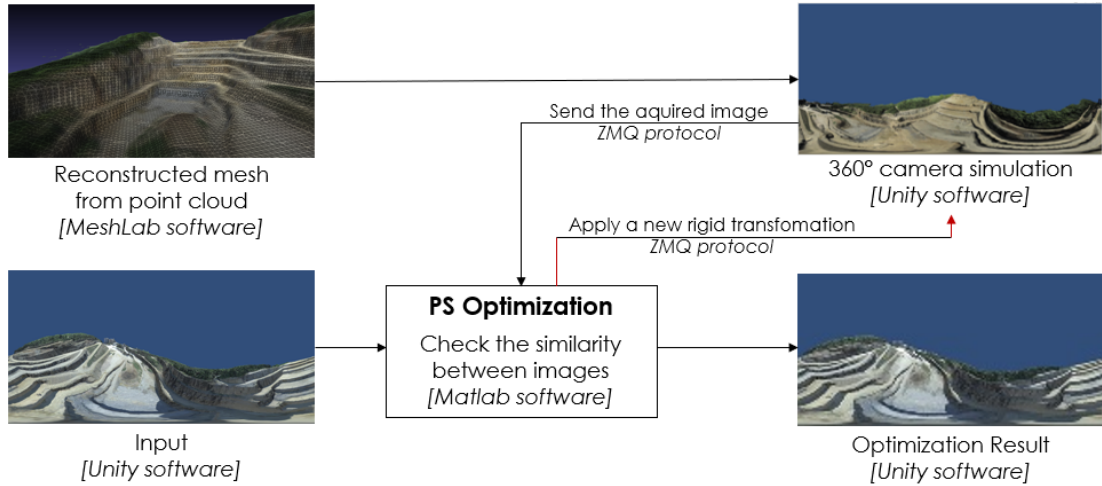 Send the aquired image
ZMQ protocol
Reconstructed mesh
from point cloud
[MeshLab software]
360° camera simulation
[Unity software]
Apply a new rigid transfomation
ZMQ protocol
PS Optimization
Check the similarity
between images
[Matlab software]
Input
[Unity software]
Optimization Result
[Unity software]